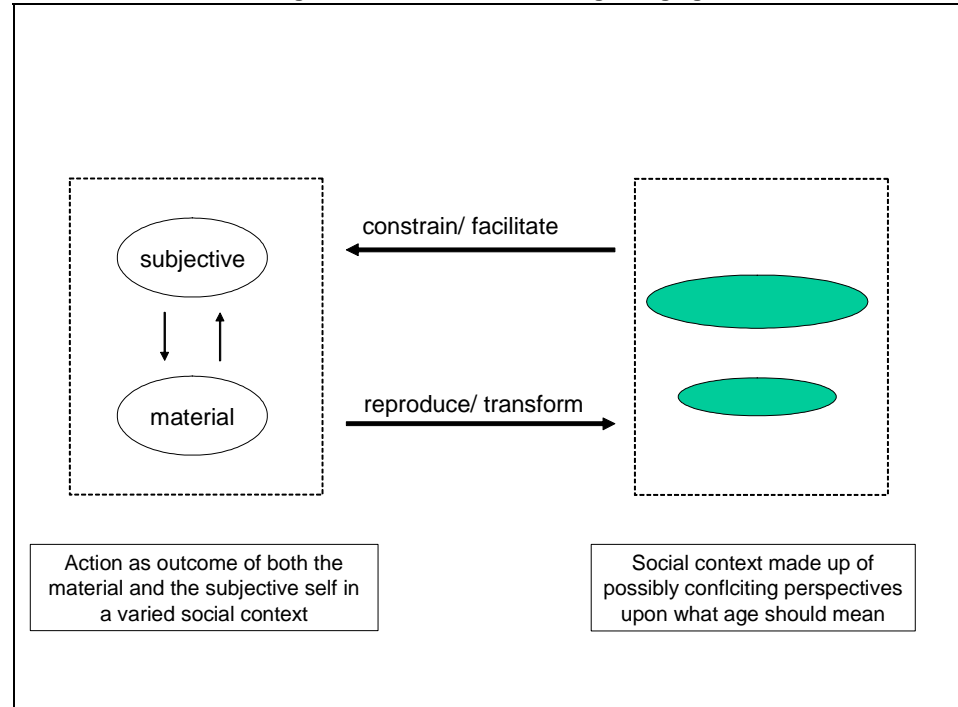 constrain/ facilitate
subjective
material
reproduce/ transform
Action as outcome of both the
material and the subjective self in
a varied social context
Social context made up of
possibly conflciting perspectives
upon what age should mean